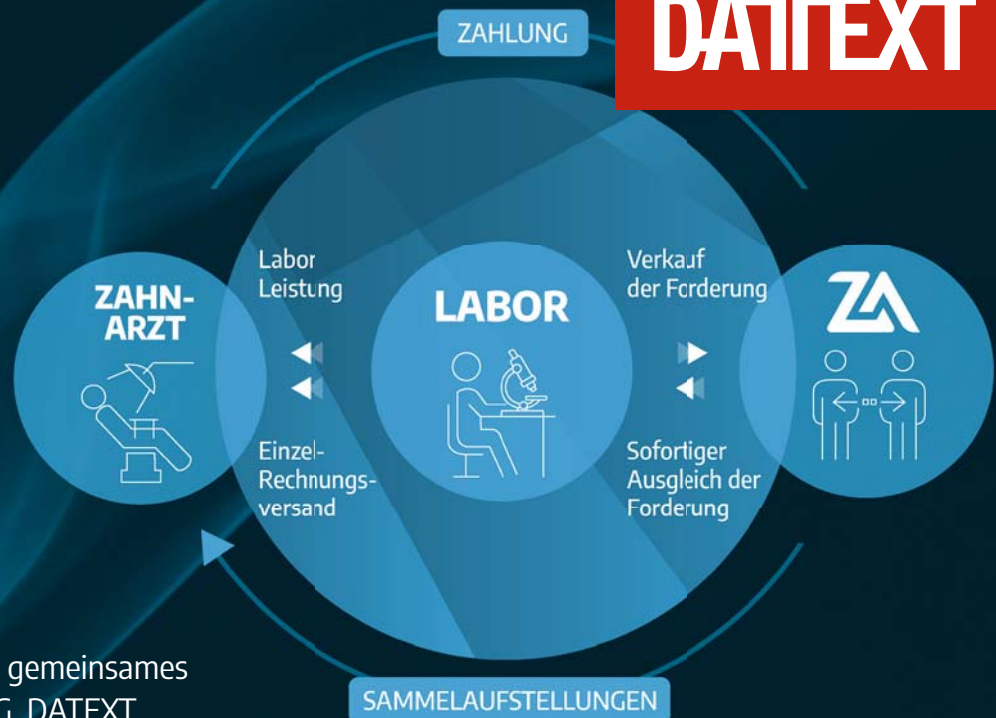 ZAHLUNG
DATEXT
ZAHN-
ARZT
Labor
Leistung
Einzel-
Rechnungs-
versand
LABOR
Verkauf
der Forderung
Sofortiger
Ausgleich der
Forderung
ZA
gemeinsames
G, DATEXT
SAMMELAUFSTELLUNGEN